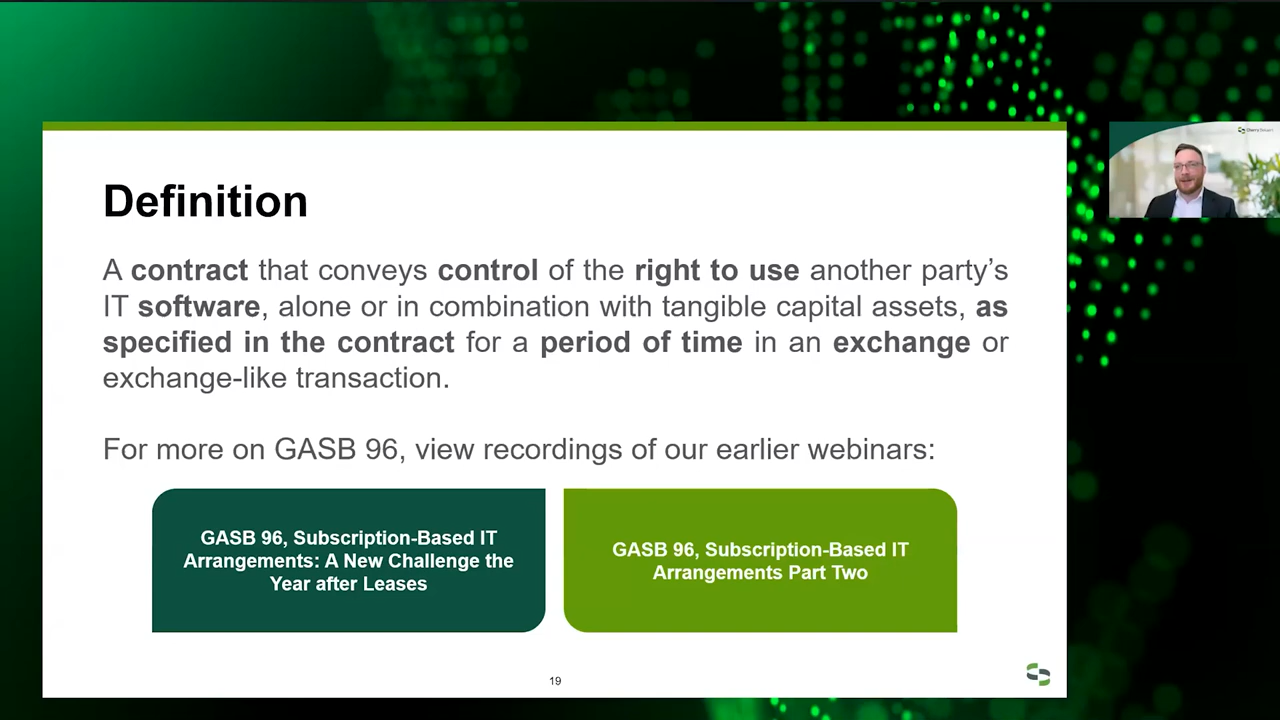 Definition
A contract that conveys control of the right to use another party’s
IT software, alone or in combination with tangible capital assets, as
specified in the contract for a period of time in an exchange or
exchange-like transaction.
For more on GASB 96, view recordings of our earlier webinars:
GASB 96, Subscription-Based IT
Arrangements: A New Challenge the
Year after Leases
GASB 96, Subscription-Based IT
Arrangements Part Two
19